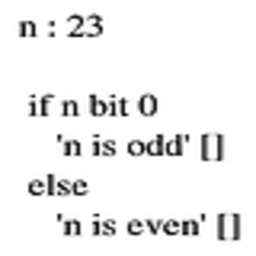 n : 23
if n bit 0
'n is odd' []
else
'n is even' []